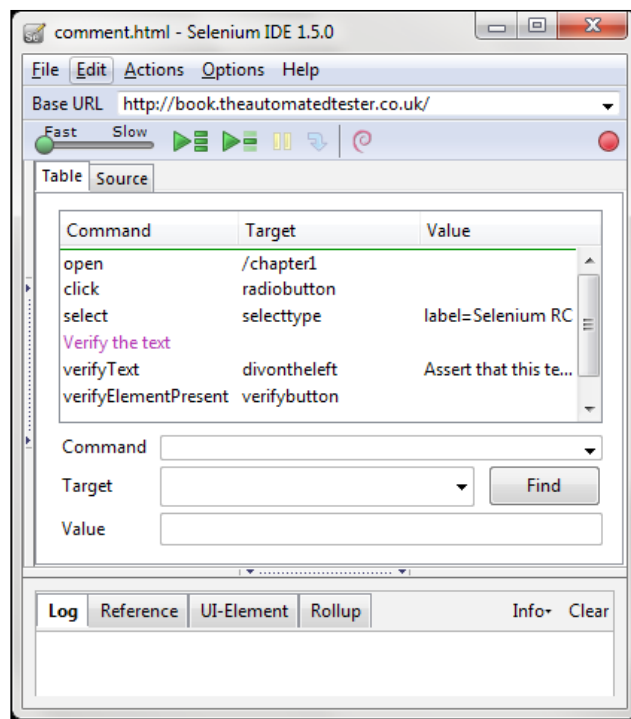 comment.html - Selenium IDE 1.5.0
File Edit Actions Options Help
Base URL http://book.theautomatedtester.co.uk/
Fast Slow
Table Source
Command Target Value
open /chapter1
click radiobutton
select selecttype label=Selenium RC
Verify the text
verifyText divontheleft Assert that this te...
verifyElementPresent verifybutton
Command
Target Find
Value
Log Reference UI-Element Rollup Info Clear